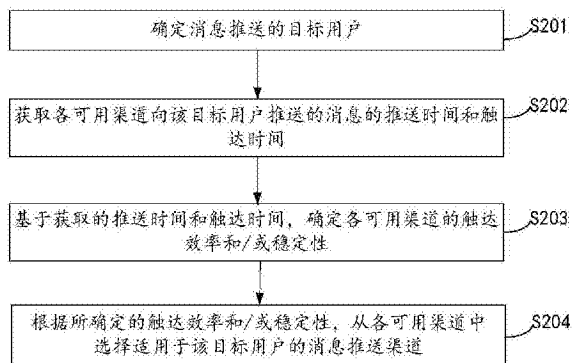 确定消息推送的目标用户
S201
获取各可用渠道向该目标用户推送的消息的推送时间和触
达时间
S202
基于获取的推送时间和触达时间，确定各可用渠道的触达
效率和/或稳定性
S203
根据所确定的触达效率和/或稳定性，从各可用渠道中
选择适用于该目标用户的消息推送渠道
S204